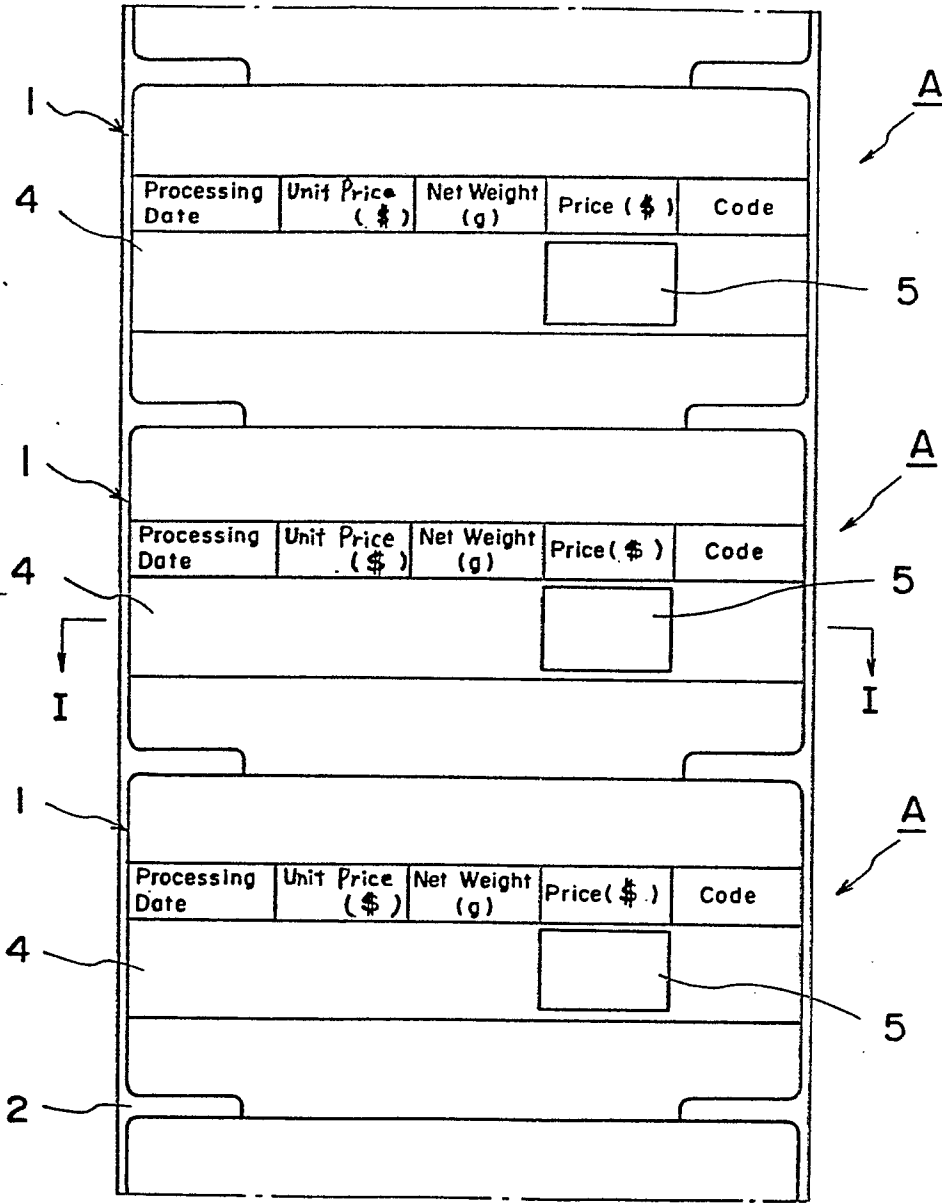 A
1
Processing Date | Unit Price ($) | Net Weight (g) | Price ($) | Code
4
5
A
1
Processing Date | Unit Price ($) | Net Weight (g) | Price ($) | Code
4
5
I I
A
1
Processing Date | Unit Price ($) | Net Weight (g) | Price ($.) | Code
4
5
2